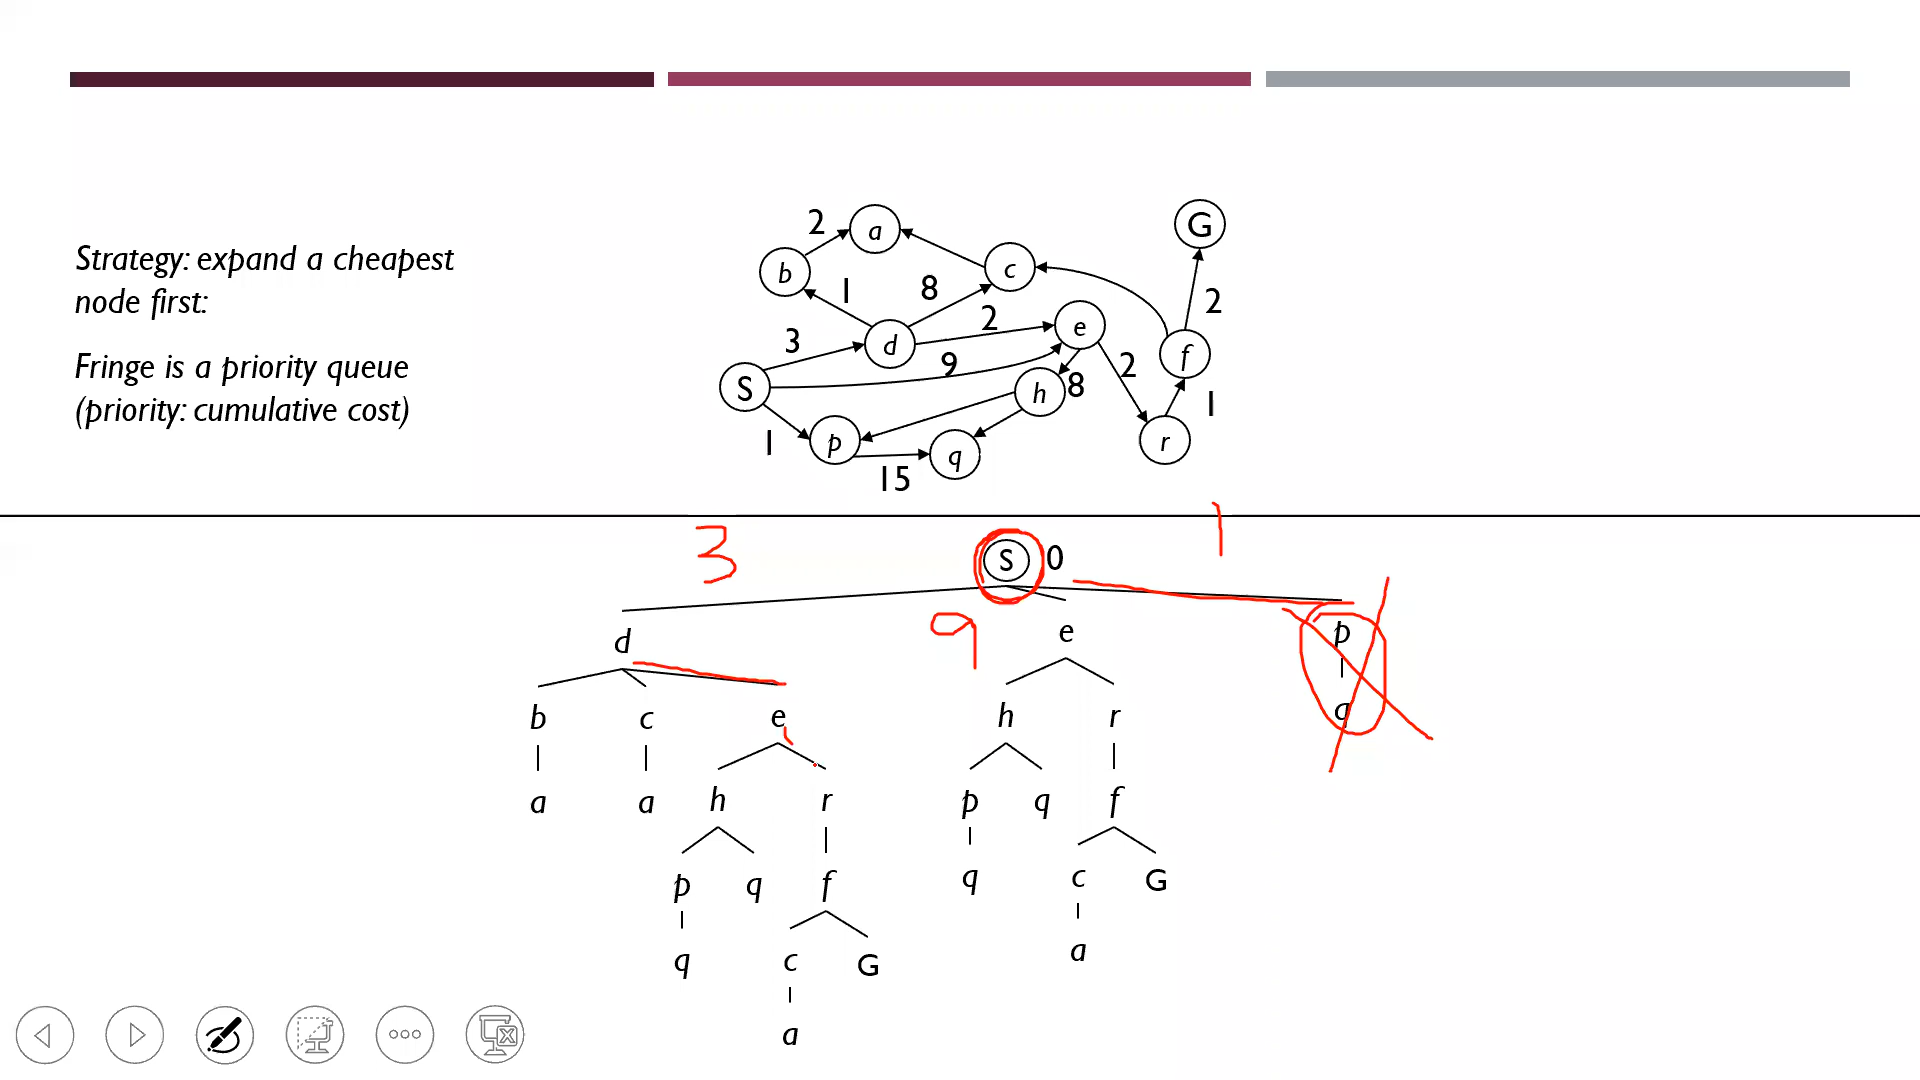 Strategy: expand a cheapest
node first:
Fringe is a priority queue
(priority: cumulative cost)
G
2 a
b c
1 8 2
2 e
3 d f
9 2
S h 8 1
1 p q r
15
3 S 0 1
d 9 e p
b c e h r q
a a h r p q f
p q f q c G
q c G a
a